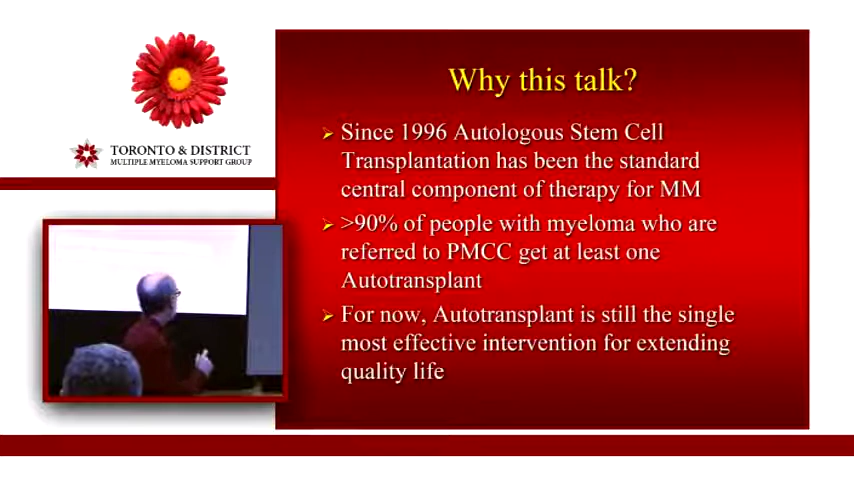 TORONTO & DISTRICT
MULTIPLE MYELOMA SUPPORT GROUP
Why this talk?
➢ Since 1996 Autologous Stem Cell
Transplantation has been the standard
central component of therapy for MM
➢ >90% of people with myeloma who are
referred to PMCC get at least one
Autotransplant
➢ For now, Autotransplant is still the single
most effective intervention for extending
quality life